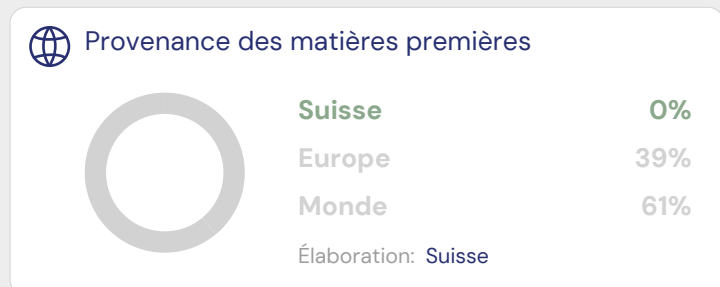 Provenance des matières premières
Suisse 0%
Europe 39%
Monde 61%
Élaboration: Suisse